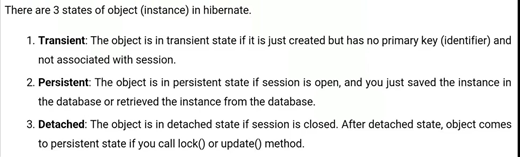 There are 3 states of object (instance) in hibernate.
1. Transient: The object is in transient state if it is just created but has no primary key (identifier) and
not associated with session.
2. Persistent: The object is in persistent state if session is open, and you just saved the instance in
the database or retrieved the instance from the database.
3. Detached: The object is in detached state if session is closed. After detached state, object comes
to persistent state if you call lock() or update() method.